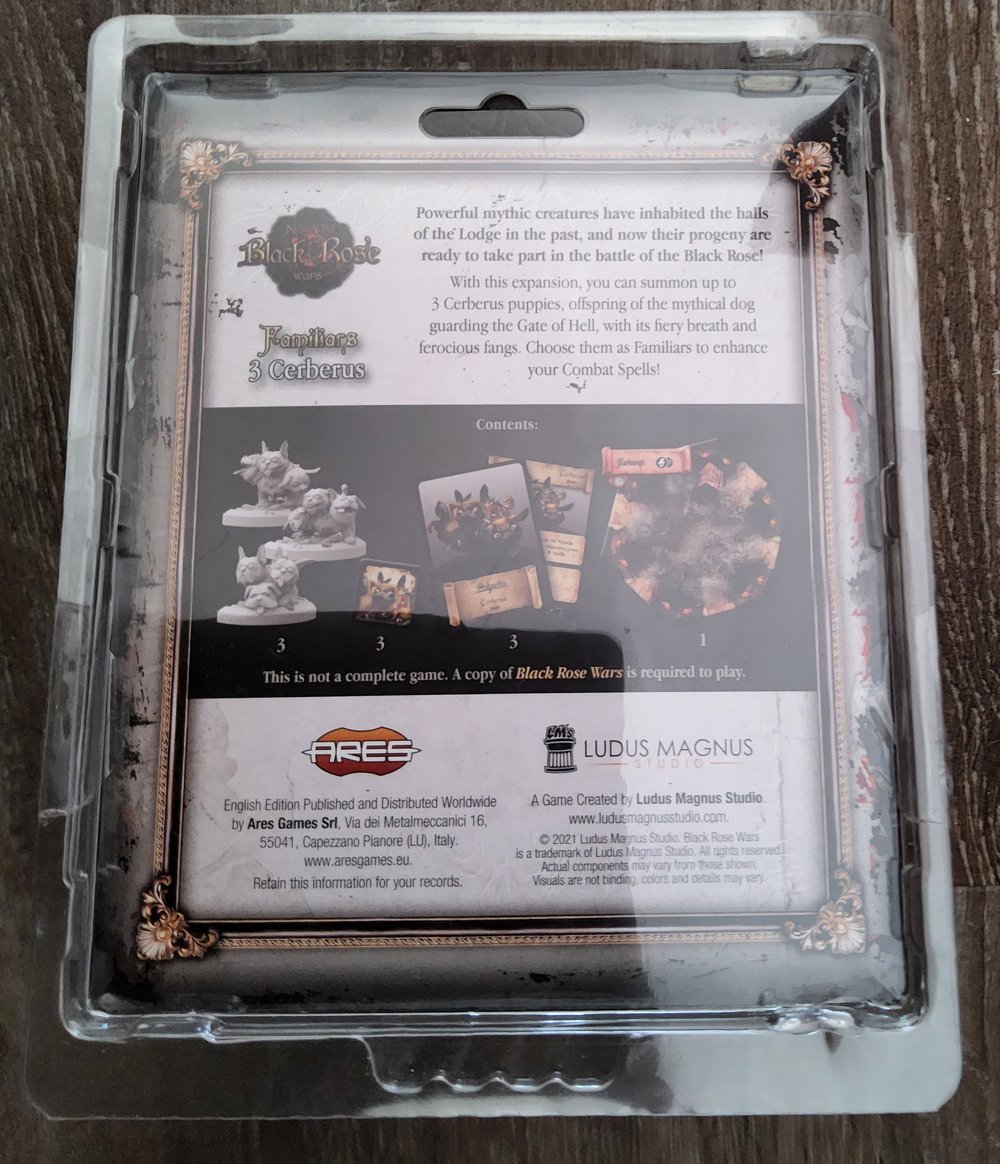 Black Rose
WARS
Familiars
3 Cerberus
Powerful mythic creatures have inhabited the halls
of the Lodge in the past, and now their progeny are
ready to take part in the battle of the Black Rose!
With this expansion, you can summon up to
3 Cerberus puppies, offspring of the mythical dog
guarding the Gate of Hell, with its fiery breath and
ferocious fangs. Choose them as Familiars to enhance
your Combat Spells!
Contents:
Cerberus
Cerberus
3
3
3
1
This is not a complete game. A copy of Black Rose Wars is required to play.
ARES
English Edition Published and Distributed Worldwide
by Ares Games Srl, Via dei Metalmeccanici 16,
55041, Capezzano Pianore (LU), Italy.
www.aresgames.eu.
Retain this information for your records.
LMS
LUDUS MAGNUS
STUDIO
A Game Created by Ludus Magnus Studio.
www.ludusmagnusstudio.com.
© 2021 Ludus Magnus Studio. Black Rose Wars
is a trademark of Ludus Magnus Studio. All rights reserved.
Actual components may vary from those shown.
Visuals are not binding, colors and details may vary.